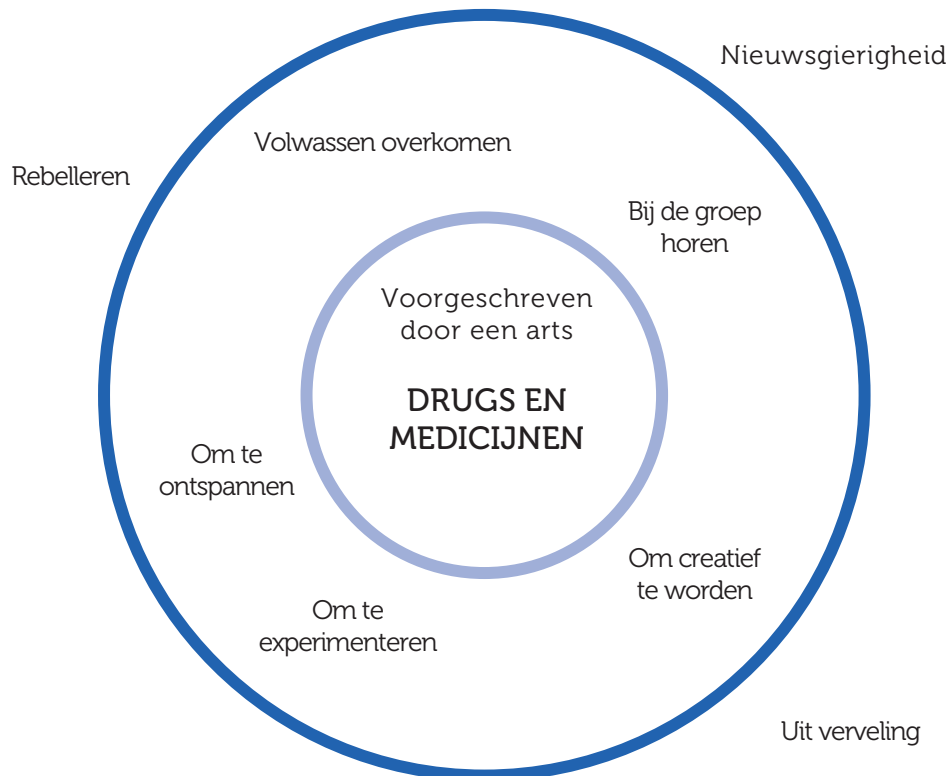 Nieuwsgierigheid
Volwassen overkomen
Rebelleren
Bij de groep
horen
Voorgeschreven
door een arts
DRUGS EN
MEDICIJNEN
Om te
ontspannen
Om creatief
te worden
Om te
experimenteren
Uit verveling